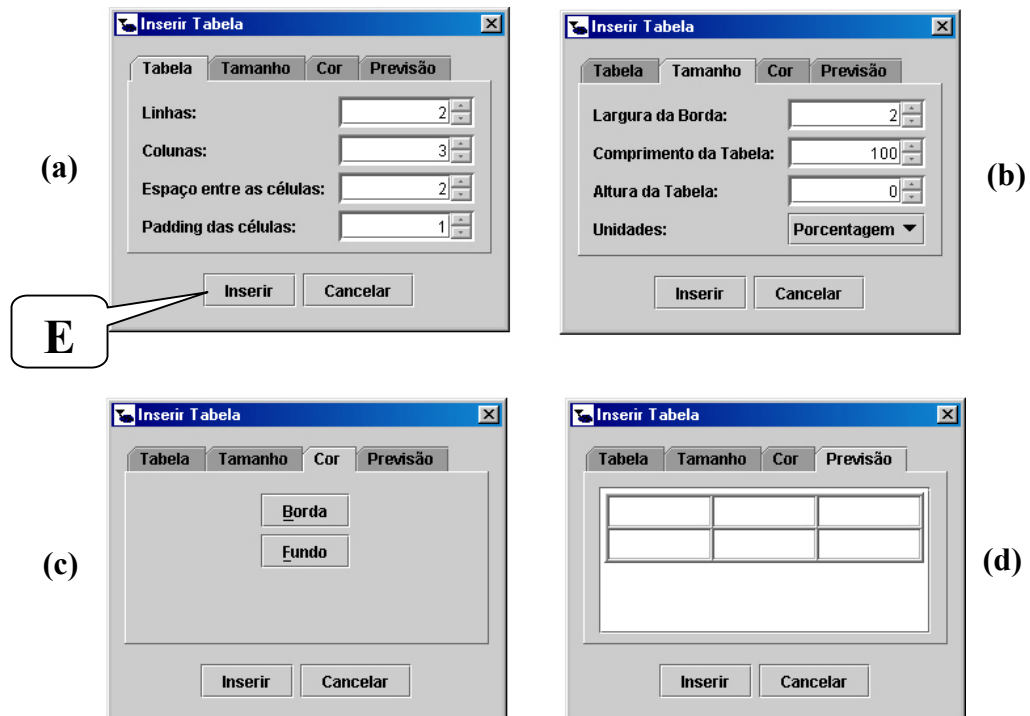 Inserir Tabela
Tabela Tamanho Cor Previsão
Linhas: 2
Colunas: 3
Espaço entre as células: 2
Padding das células: 1
Inserir Cancelar
(a)
E
Inserir Tabela
Tabela Tamanho Cor Previsão
Largura da Borda: 2
Comprimento da Tabela: 100
Altura da Tabela: 0
Unidades: Porcentagem
Inserir Cancelar
(b)
Inserir Tabela
Tabela Tamanho Cor Previsão
Borda
Fundo
Inserir Cancelar
(c)
Inserir Tabela
Tabela Tamanho Cor Previsão
Inserir Cancelar
(d)